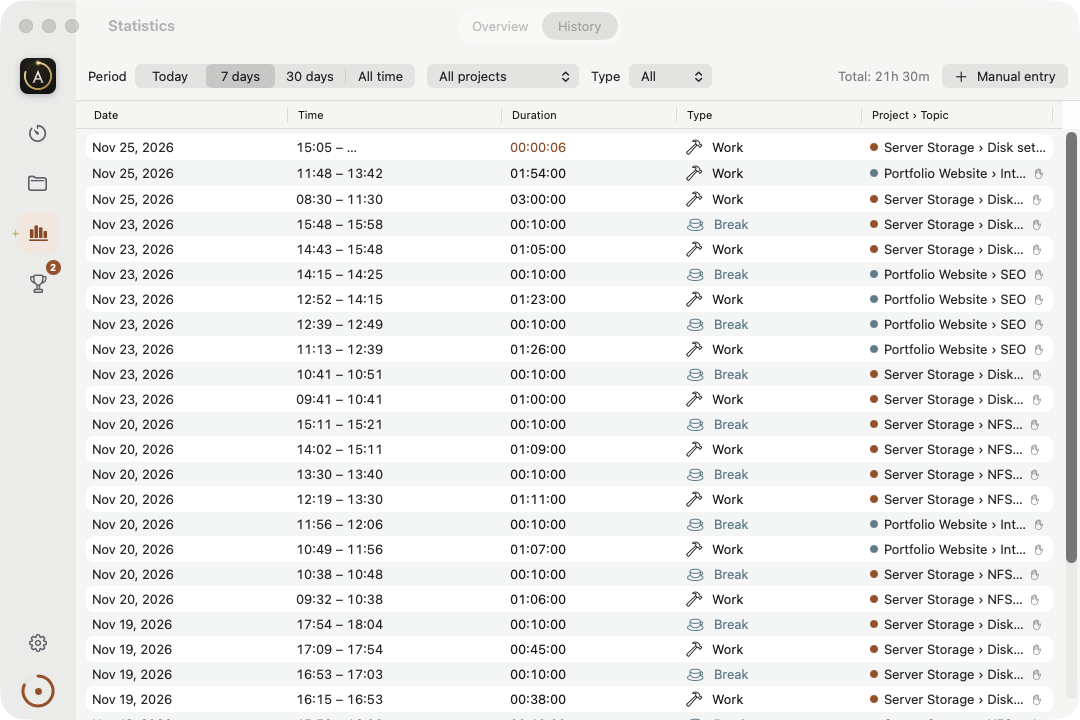 Statistics
Overview History
Period Today 7 days 30 days All time All projects Type All Total: 21h 30m + Manual entry
Date Time Duration Type Project › Topic
Nov 25, 2026 15:05 – ... 00:00:06 Work Server Storage › Disk set...
A
Nov 25, 2026 11:48 – 13:42 01:54:00 Work Portfolio Website › Int...
Nov 25, 2026 08:30 – 11:30 03:00:00 Work Server Storage › Disk...
Nov 23, 2026 15:48 – 15:58 00:10:00 Break Server Storage › Disk...
Nov 23, 2026 14:43 – 15:48 01:05:00 Work Server Storage › Disk...
2
Nov 23, 2026 14:15 – 14:25 00:10:00 Break Portfolio Website › SEO
Nov 23, 2026 12:52 – 14:15 01:23:00 Work Portfolio Website › SEO
Nov 23, 2026 12:39 – 12:49 00:10:00 Break Portfolio Website › SEO
Nov 23, 2026 11:13 – 12:39 01:26:00 Work Portfolio Website › SEO
Nov 23, 2026 10:41 – 10:51 00:10:00 Break Server Storage › Disk...
Nov 23, 2026 09:41 – 10:41 01:00:00 Work Server Storage › Disk...
Nov 20, 2026 15:11 – 15:21 00:10:00 Break Server Storage › NFS...
Nov 20, 2026 14:02 – 15:11 01:09:00 Work Server Storage › NFS...
Nov 20, 2026 13:30 – 13:40 00:10:00 Break Server Storage › NFS...
Nov 20, 2026 12:19 – 13:30 01:11:00 Work Server Storage › NFS...
Nov 20, 2026 11:56 – 12:06 00:10:00 Break Portfolio Website › Int...
Nov 20, 2026 10:49 – 11:56 01:07:00 Work Portfolio Website › Int...
Nov 20, 2026 10:38 – 10:48 00:10:00 Break Server Storage › NFS...
Nov 20, 2026 09:32 – 10:38 01:06:00 Work Server Storage › NFS...
Nov 19, 2026 17:54 – 18:04 00:10:00 Break Server Storage › Disk...
Nov 19, 2026 17:09 – 17:54 00:45:00 Work Server Storage › Disk...
Nov 19, 2026 16:53 – 17:03 00:10:00 Break Server Storage › Disk...
Nov 19, 2026 16:15 – 16:53 00:38:00 Work Server Storage › Disk...